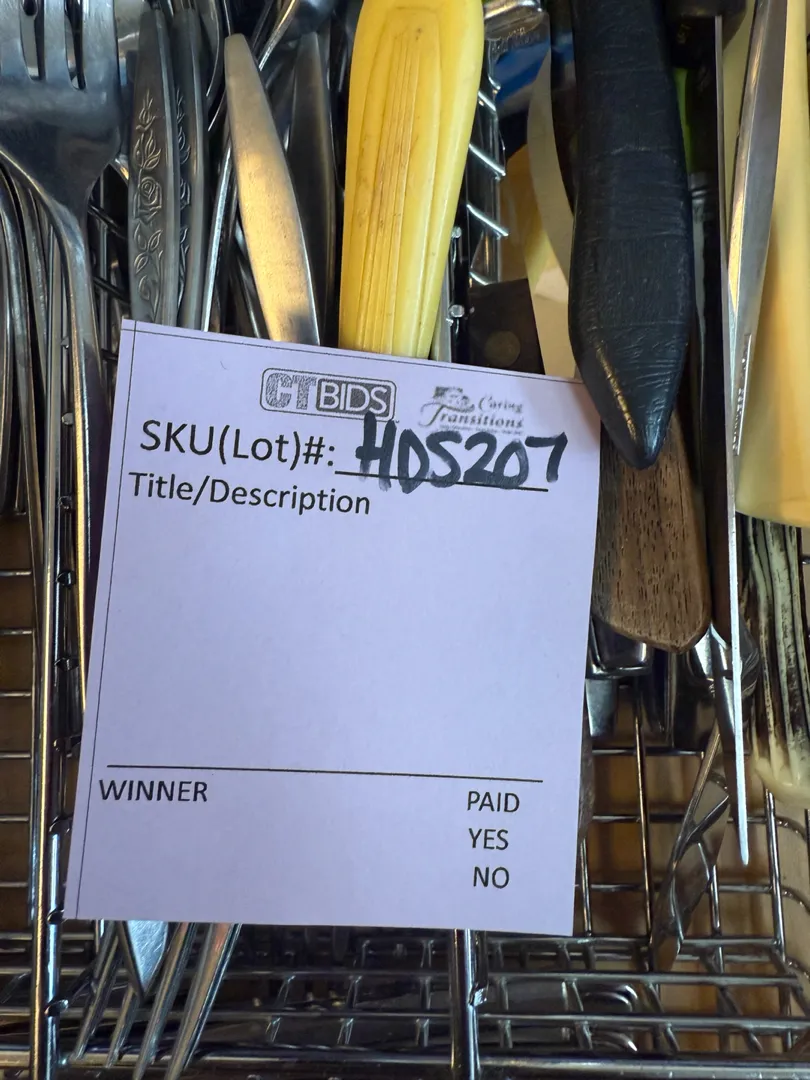 CTBIDS
Caring
Transitions
SKU(Lot)#: HDS207
Title/Description
WINNER PAID
YES
NO